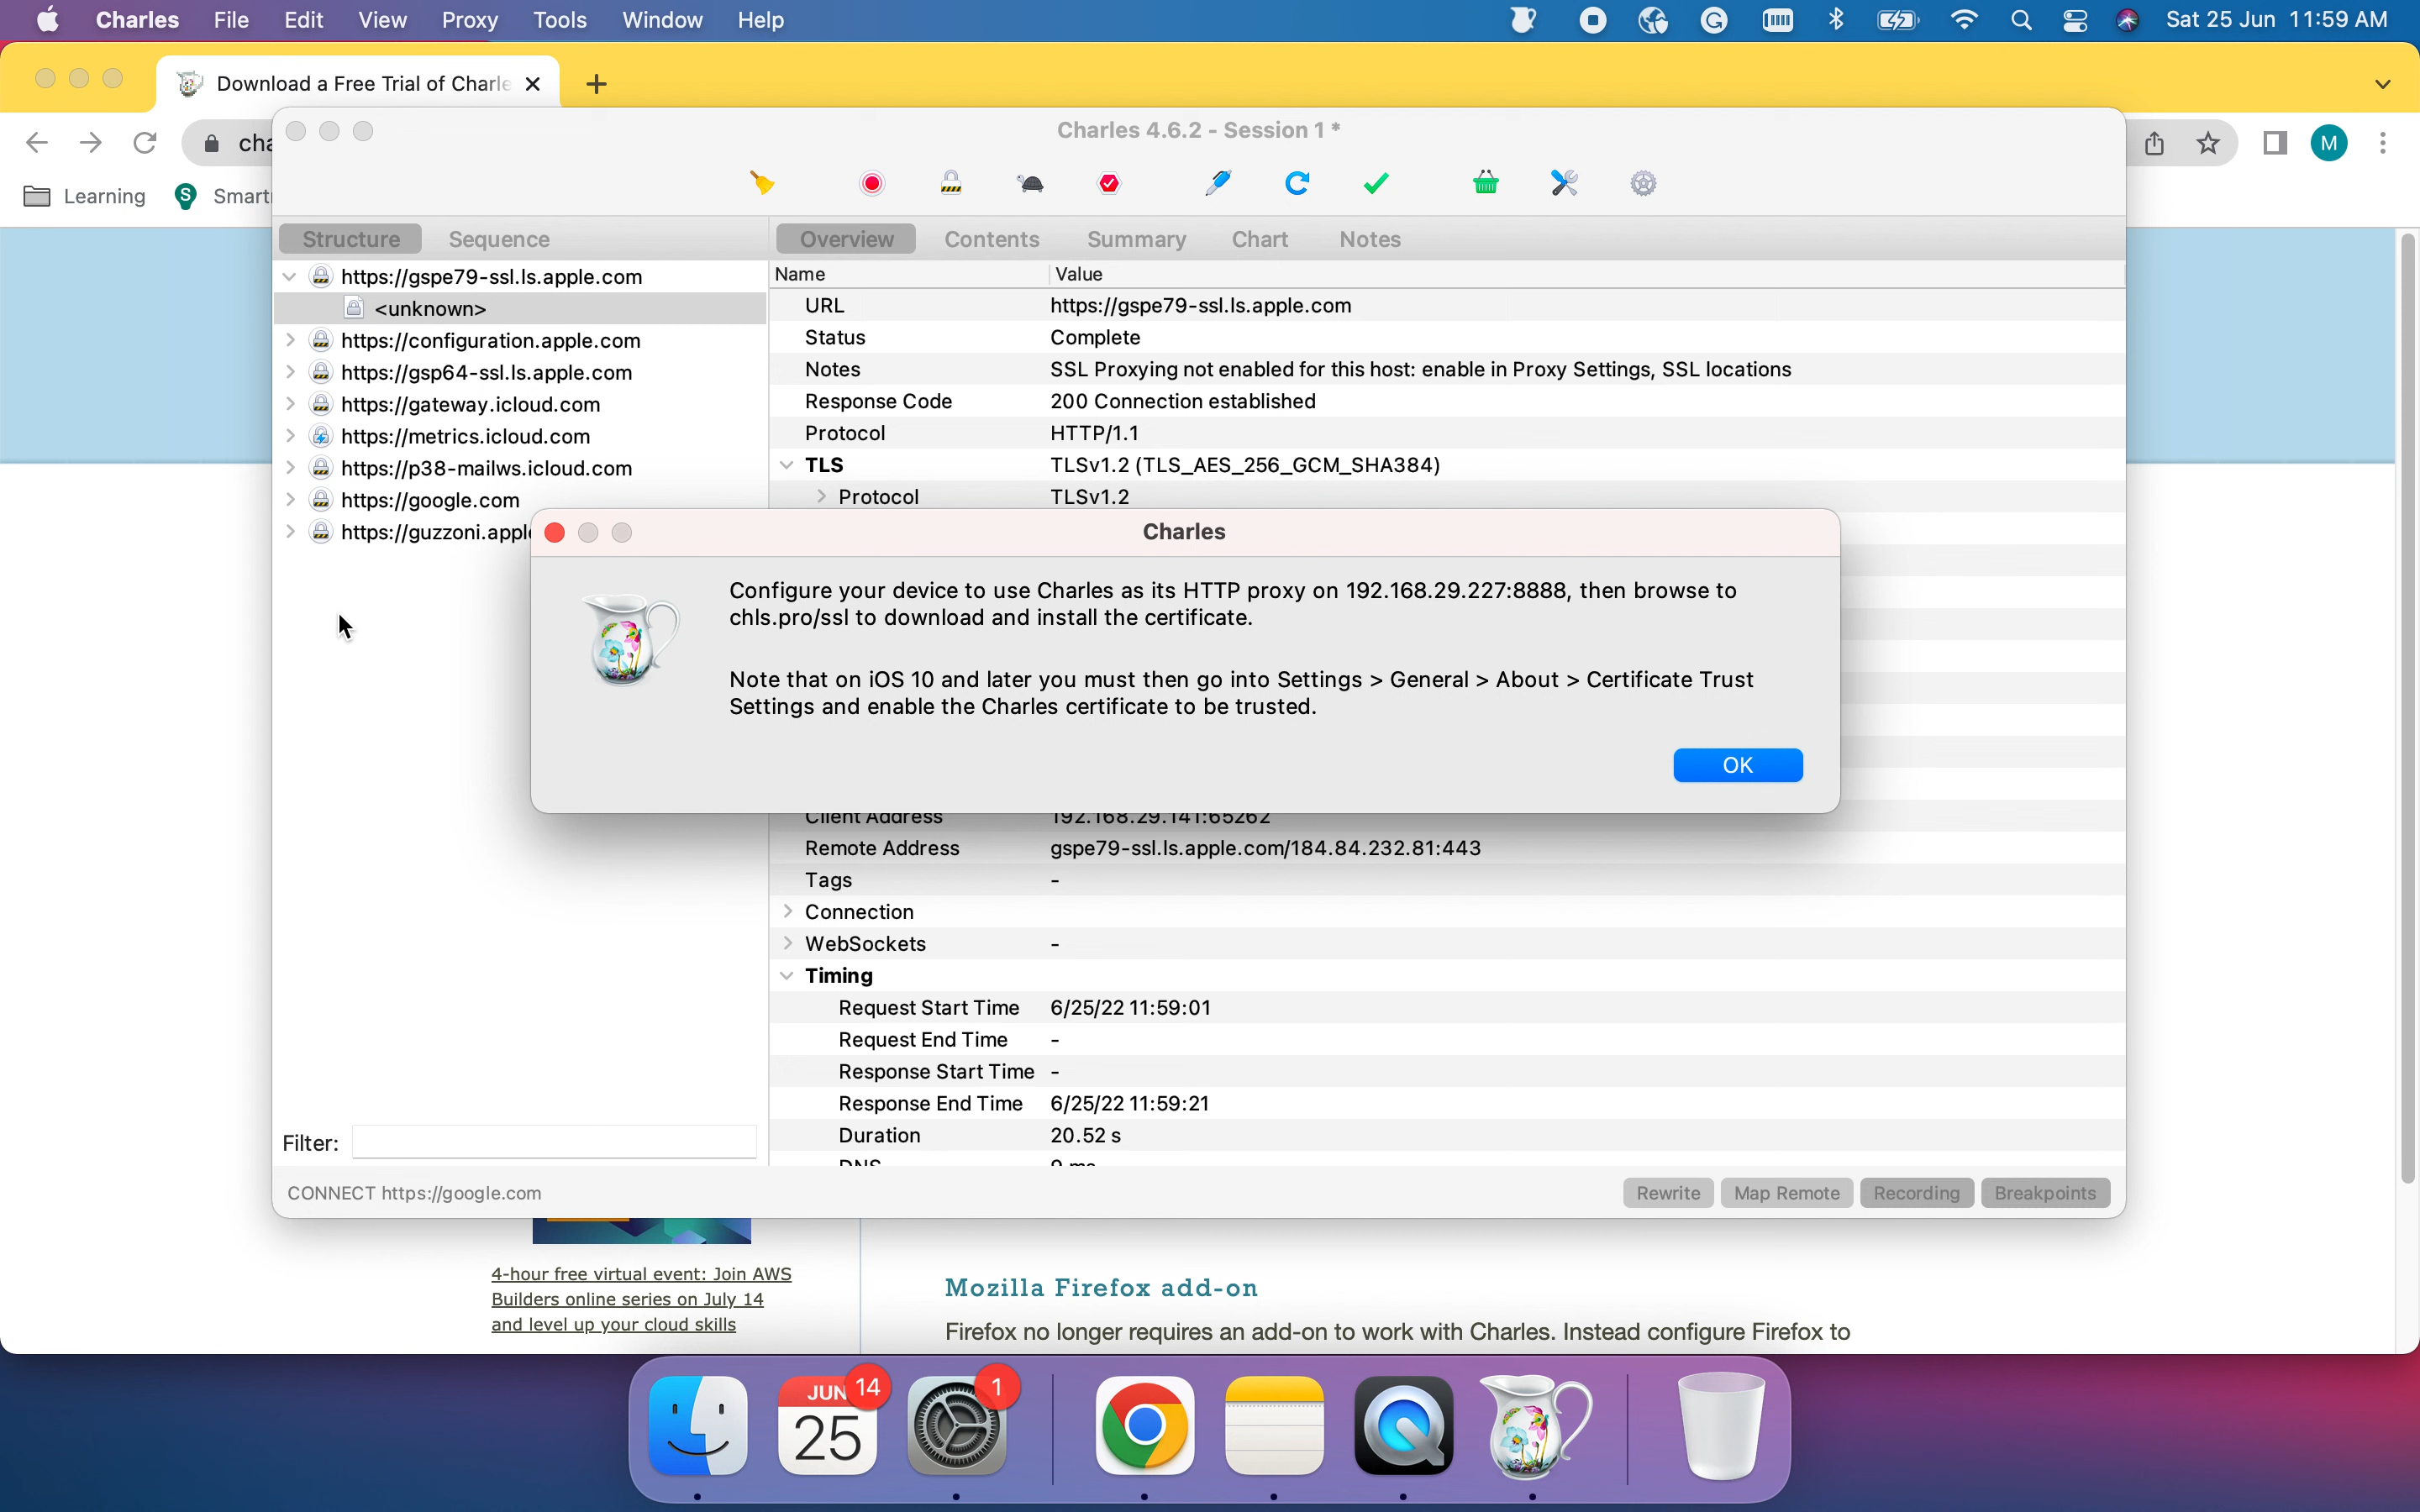 Charles File Edit View Proxy Tools Window Help Sat 25 Jun 11:59 AM
Download a Free Trial of Charle
cha
M
Learning
S Smart
Charles 4.6.2 - Session 1 *
Structure Sequence
Overview Contents Summary Chart Notes
https://gspe79-ssl.ls.apple.com
<unknown>
https://configuration.apple.com
https://gsp64-ssl.ls.apple.com
https://gateway.icloud.com
https://metrics.icloud.com
https://p38-mailws.icloud.com
https://google.com
https://guzzoni.apple
Name Value
URL https://gspe79-ssl.ls.apple.com
Status Complete
Notes SSL Proxying not enabled for this host: enable in Proxy Settings, SSL locations
Response Code 200 Connection established
Protocol HTTP/1.1
TLS TLSv1.2 (TLS_AES_256_GCM_SHA384)
Protocol TLSv1.2
Charles
Configure your device to use Charles as its HTTP proxy on 192.168.29.227:8888, then browse to
chls.pro/ssl to download and install the certificate.
Note that on iOS 10 and later you must then go into Settings > General > About > Certificate Trust
Settings and enable the Charles certificate to be trusted.
OK
Client Address 192.168.29.141:65262
Remote Address gspe79-ssl.ls.apple.com/184.84.232.81:443
Tags -
Connection
WebSockets -
Timing
Request Start Time 6/25/22 11:59:01
Request End Time -
Response Start Time -
Response End Time 6/25/22 11:59:21
Duration 20.52 s
Filter:
CONNECT https://google.com
Rewrite Map Remote Recording Breakpoints
4-hour free virtual event: Join AWS
Builders online series on July 14
and level up your cloud skills
Mozilla Firefox add-on
Firefox no longer requires an add-on to work with Charles. Instead configure Firefox to
JUN 14
25
1